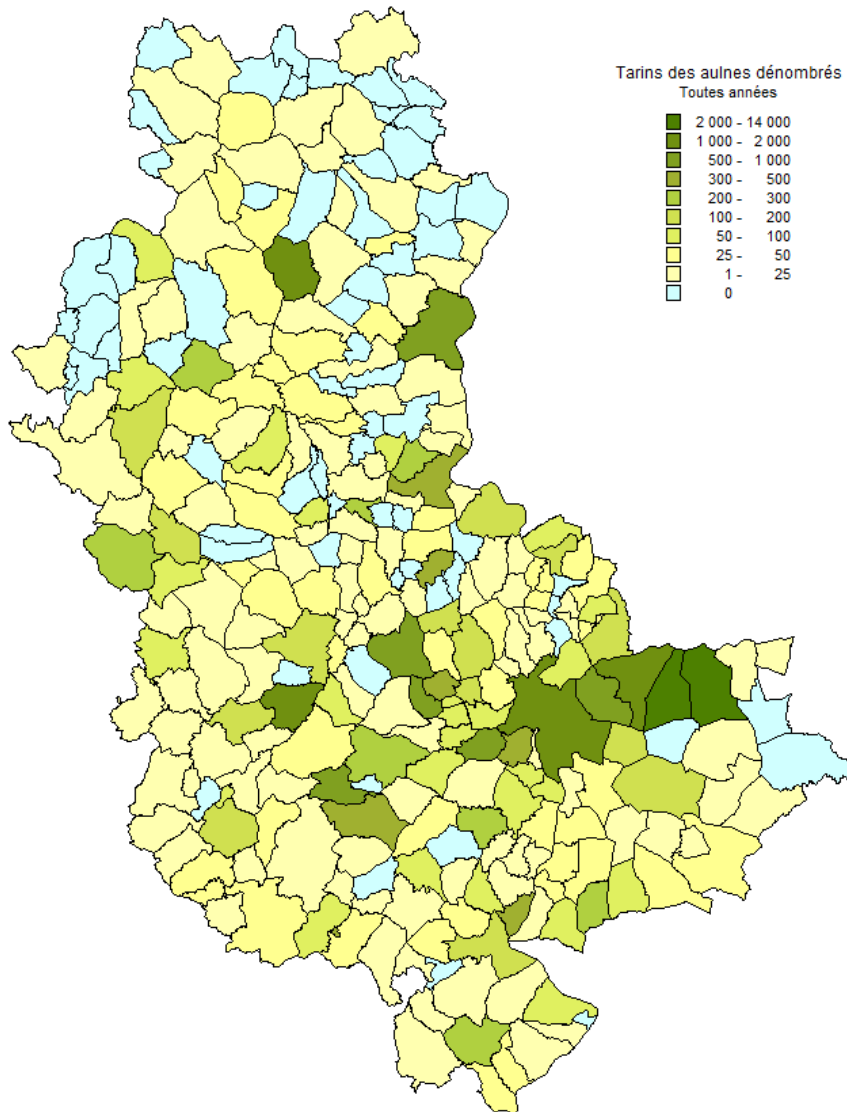 Tarins des aulnes dénombrés
Toutes années
2 000 - 14 000
1 000 - 2 000
500 - 1 000
300 - 500
200 - 300
100 - 200
50 - 100
25 - 50
1 - 25
0